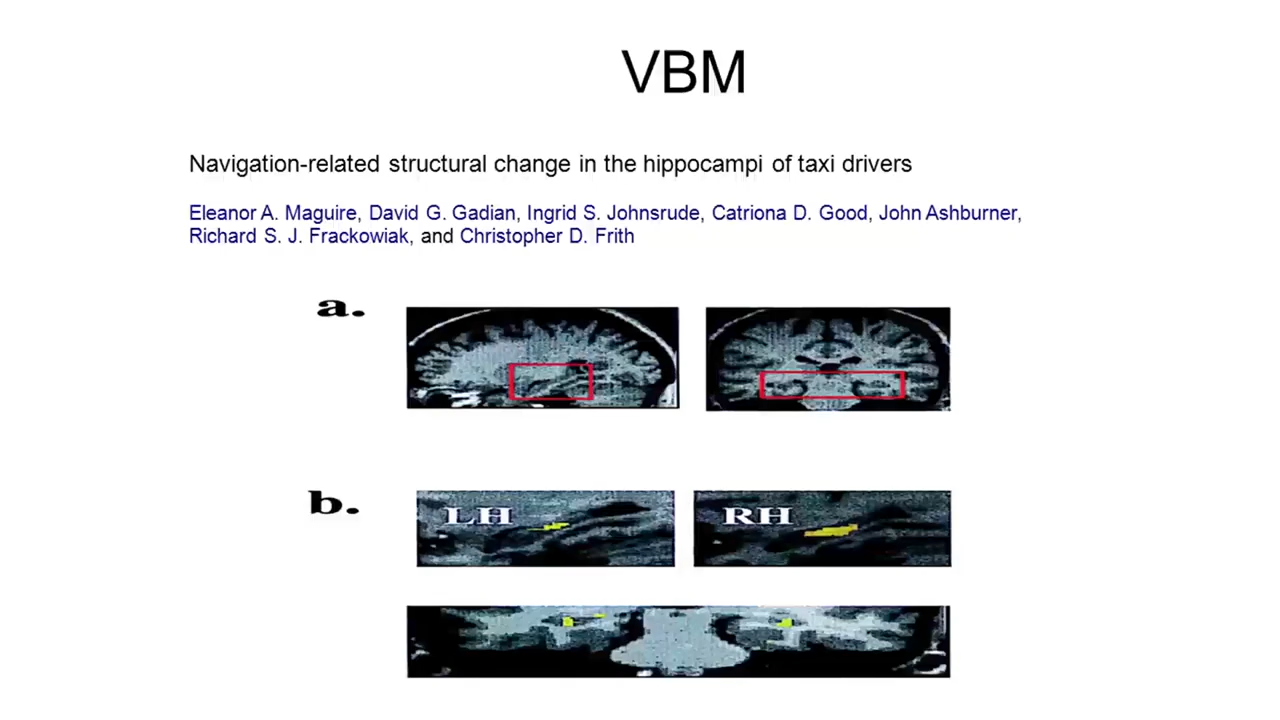 VBM
Navigation-related structural change in the hippocampi of taxi drivers
Eleanor A. Maguire, David G. Gadian, Ingrid S. Johnsrude, Catriona D. Good, John Ashburner,
Richard S. J. Frackowiak, and Christopher D. Frith
a.
b.
LH
RH